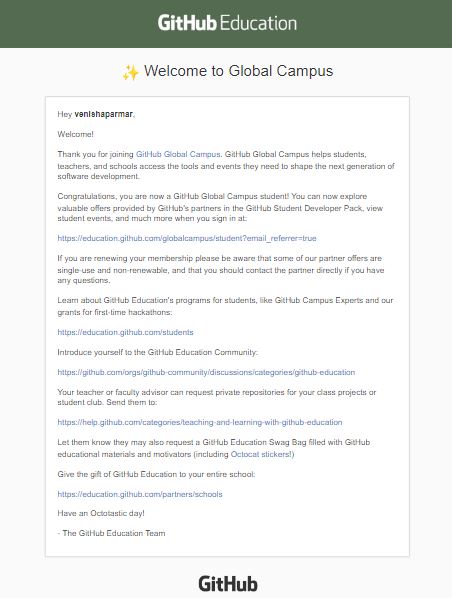 GitHub Education
✨ Welcome to Global Campus
Hey venishaparmar,
Welcome!
Thank you for joining GitHub Global Campus. GitHub Global Campus helps students,
teachers, and schools access the tools and events they need to shape the next generation of
software development.
Congratulations, you are now a GitHub Global Campus student! You can now explore
valuable offers provided by GitHub's partners in the GitHub Student Developer Pack, view
student events, and much more when you sign in at:
https://education.github.com/globalcampus/student?email_referrer=true
If you are renewing your membership please be aware that some of our partner offers are
single-use and non-renewable, and that you should contact the partner directly if you have
any questions.
Learn about GitHub Education's programs for students, like GitHub Campus Experts and our
grants for first-time hackathons:
https://education.github.com/students
Introduce yourself to the GitHub Education Community:
https://github.com/orgs/github-community/discussions/categories/github-education
Your teacher or faculty advisor can request private repositories for your class projects or
student club. Send them to:
https://help.github.com/categories/teaching-and-learning-with-github-education
Let them know they may also request a GitHub Education Swag Bag filled with GitHub
educational materials and motivators (including Octocat stickers!)
Give the gift of GitHub Education to your entire school:
https://education.github.com/partners/schools
Have an Octotastic day!
- The GitHub Education Team
GitHub